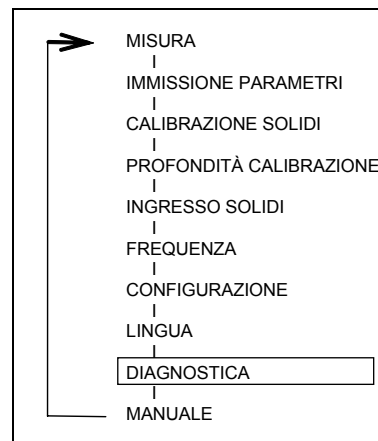 MISURA
IMMISSIONE PARAMETRI
CALIBRAZIONE SOLIDI
PROFONDITÀ CALIBRAZIONE
INGRESSO SOLIDI
FREQUENZA
CONFIGURAZIONE
LINGUA
DIAGNOSTICA
MANUALE